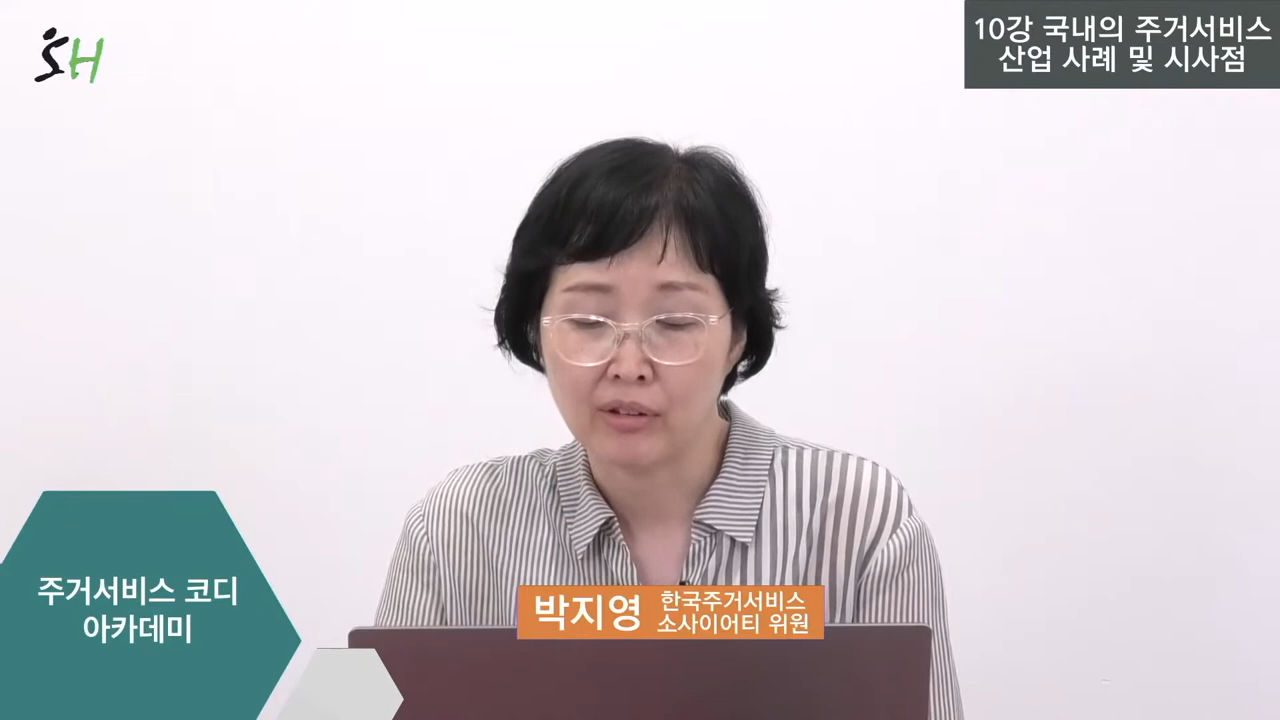 SH
10강 국내의 주거서비스
산업 사례 및 시사점
주거서비스 코디
아카데미
박지영
한국주거서비스
소사이어티 위원